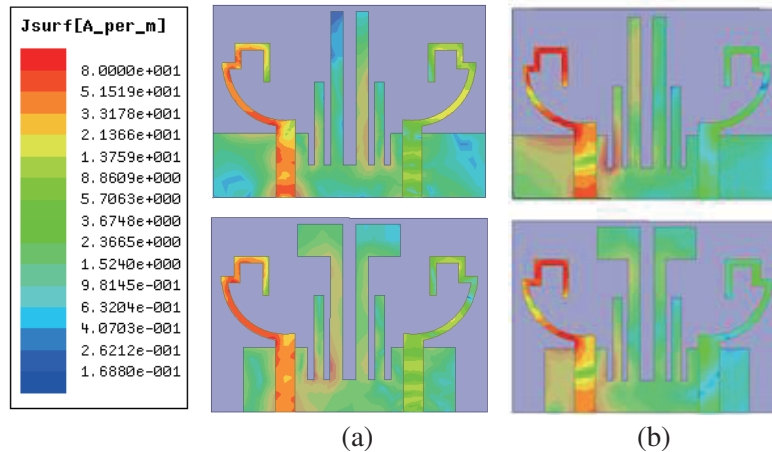 Jsurf[A_per_m]
8.0000e+001
5.1519e+001
3.3178e+001
2.1366e+001
1.3759e+001
8.8609e+000
5.7063e+000
3.6748e+000
2.3665e+000
1.5240e+000
9.8145e-001
6.3204e-001
4.0703e-001
2.6212e-001
1.6880e-001
(a)
(b)